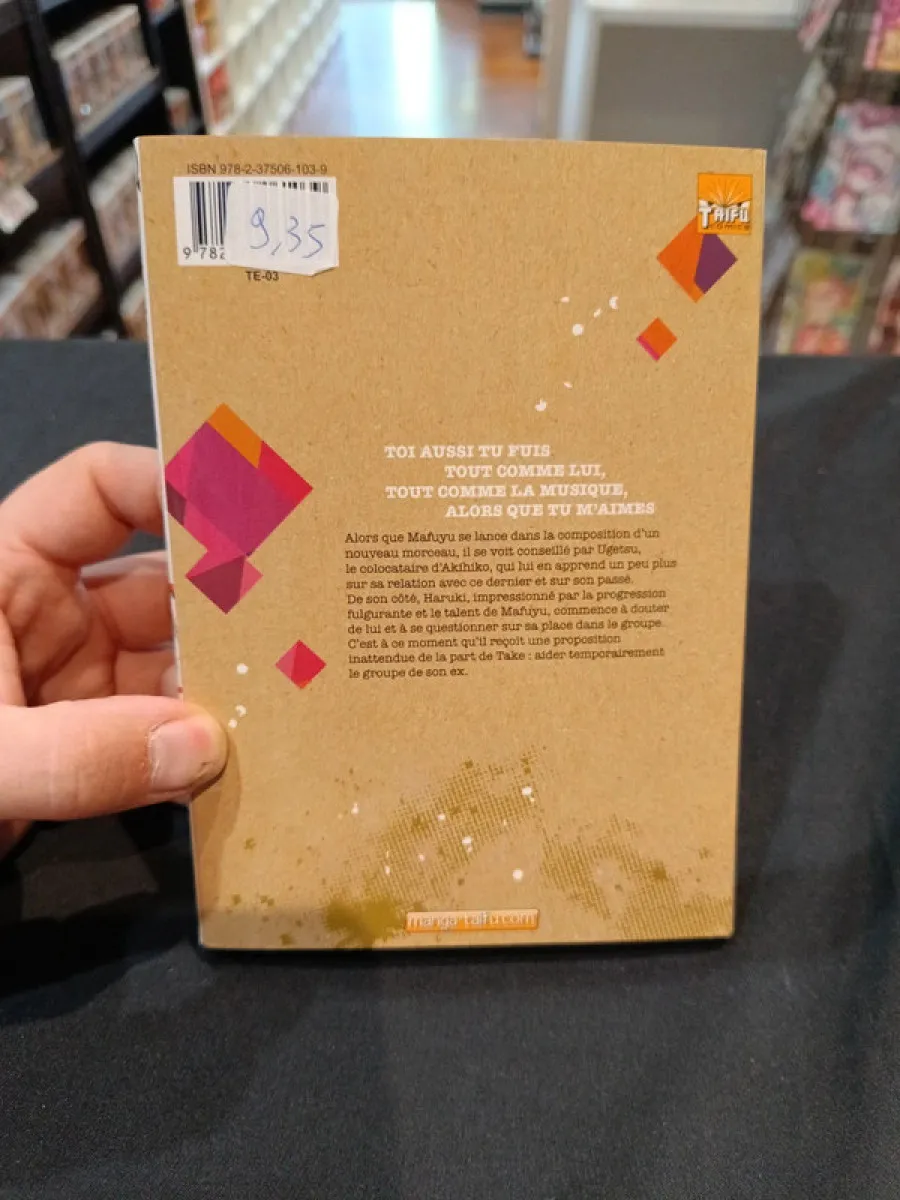 ISBN 978-2-37506-103-9
9,35
9 782
TE-03
TAIFU
comics
TOI AUSSI TU FUIS
TOUT COMME LUI,
TOUT COMME LA MUSIQUE,
ALORS QUE TU M'AIMES
Alors que Mafuyu se lance dans la composition d'un
nouveau morceau, il se voit conseillé par Ugetsu,
le colocataire d'Akihiko, qui lui en apprend un peu plus
sur sa relation avec ce dernier et sur son passé.
De son côté, Haruki, impressionné par la progression
fulgurante et le talent de Mafuyu, commence à douter
de lui et à se questionner sur sa place dans le groupe.
C'est à ce moment qu'il reçoit une proposition
inattendue de la part de Take : aider temporairement
le groupe de son ex.
manga-taifu.com